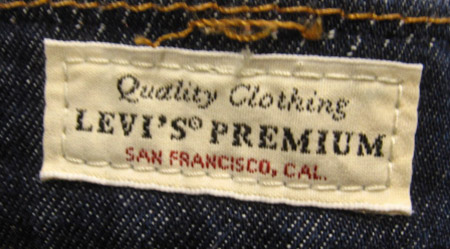 Quality Clothing
LEVI'S® PREMIUM
SAN FRANCISCO, CAL.